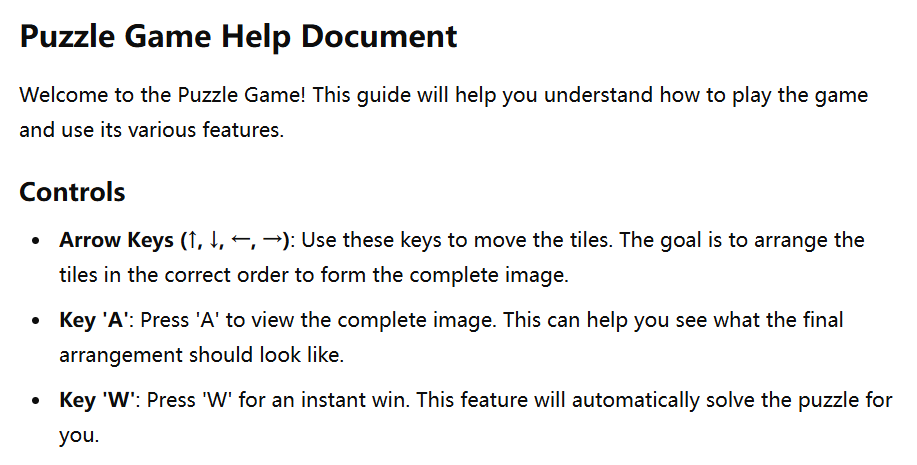 Puzzle Game Help Document
Welcome to the Puzzle Game! This guide will help you understand how to play the game
and use its various features.
Controls
• Arrow Keys (↑, ↓, ←, →): Use these keys to move the tiles. The goal is to arrange the
tiles in the correct order to form the complete image.
• Key 'A': Press 'A' to view the complete image. This can help you see what the final
arrangement should look like.
• Key 'W': Press 'W' for an instant win. This feature will automatically solve the puzzle for
you.